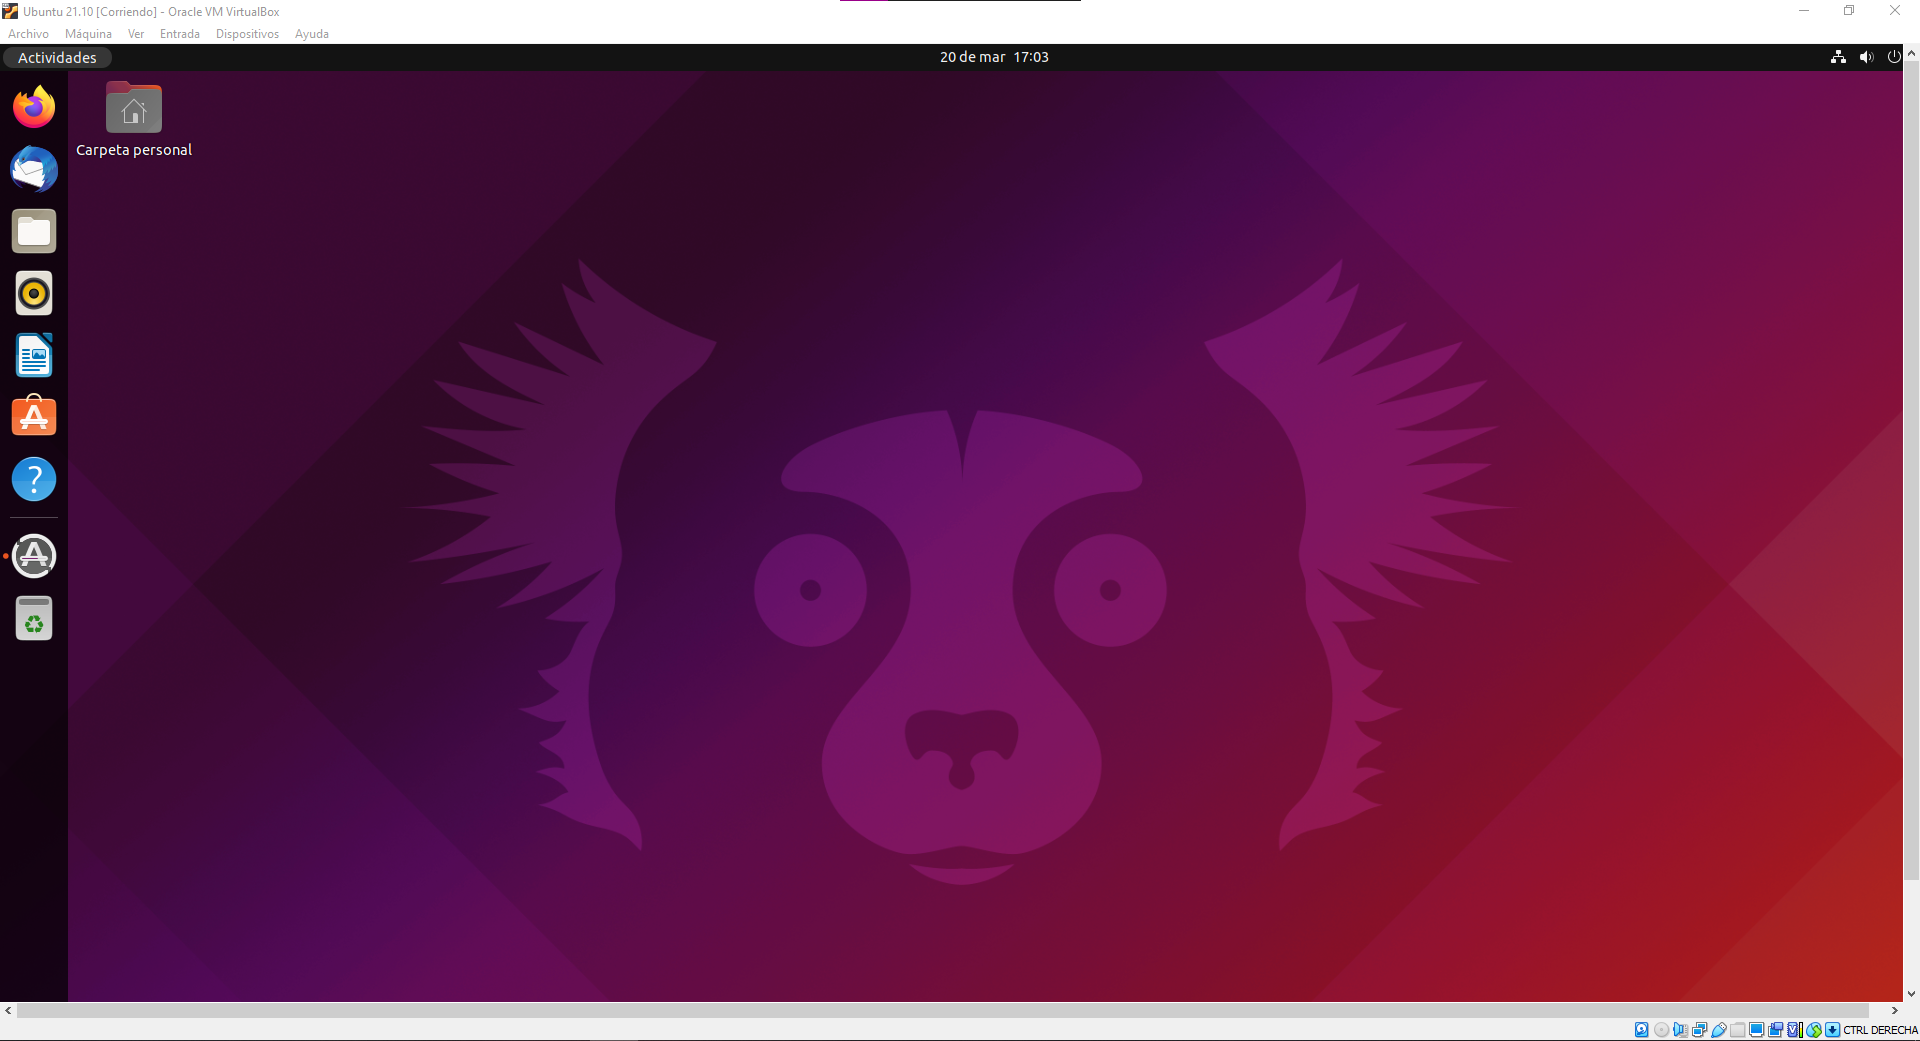 Ubuntu 21.10 [Corriendo] - Oracle VM VirtualBox
Archivo Máquina Ver Entrada Dispositivos Ayuda
Actividades 20 de mar 17:03
Carpeta personal
CTRL DERECHA